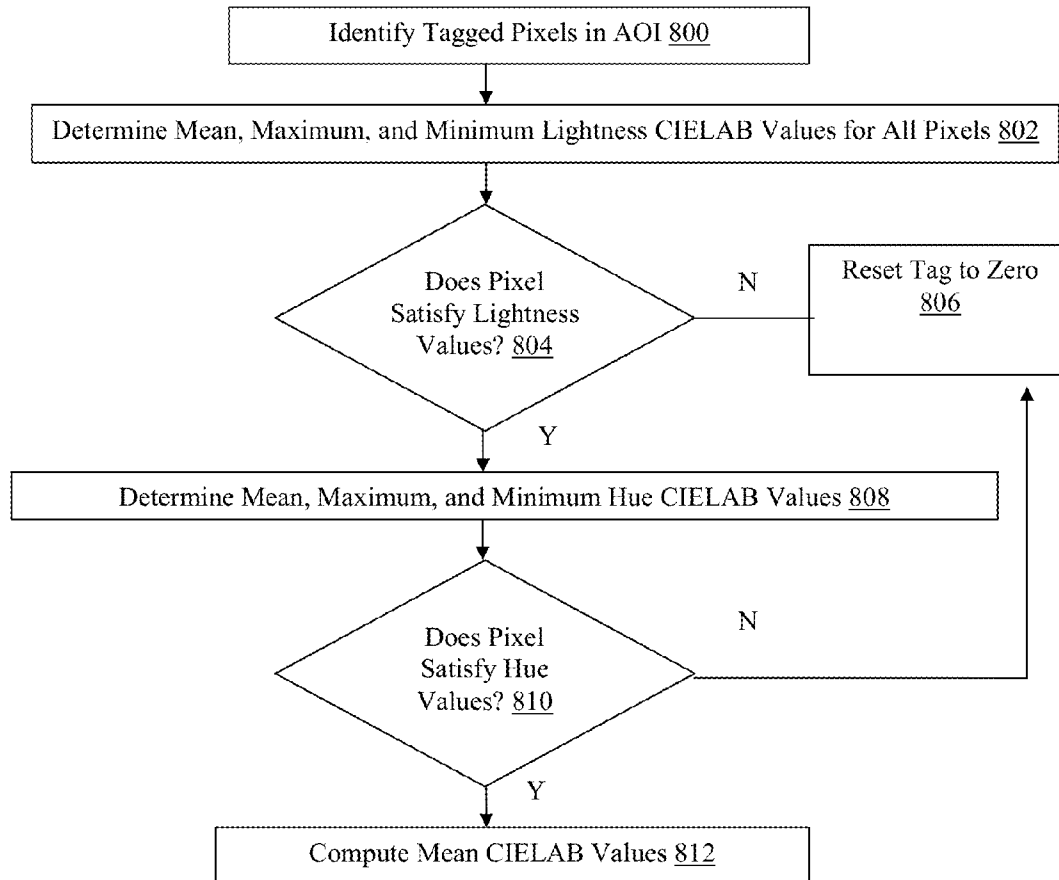 Identify Tagged Pixels in AOI 800
Determine Mean, Maximum, and Minimum Lightness CIELAB Values for All Pixels 802
Does Pixel
Satisfy Lightness
Values? 804
N
Reset Tag to Zero
806
Y
Determine Mean, Maximum, and Minimum Hue CIELAB Values 808
Does Pixel
Satisfy Hue
Values? 810
N
Y
Compute Mean CIELAB Values 812